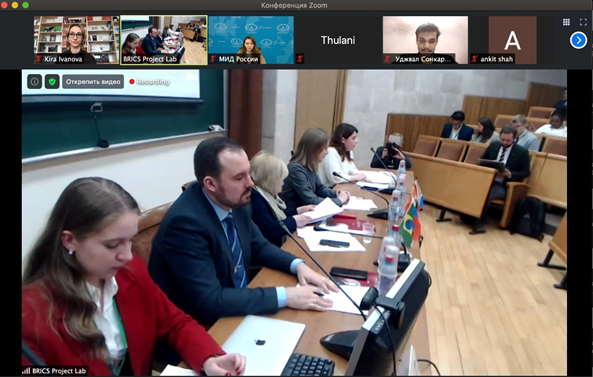 Конференция Zoom
Kira Ivanova
BRICS Project Lab
МИД России
Thulani
Уджвал Сонкар...
A
ankit shah
Открепить видео
Recording
BRICS Project Lab